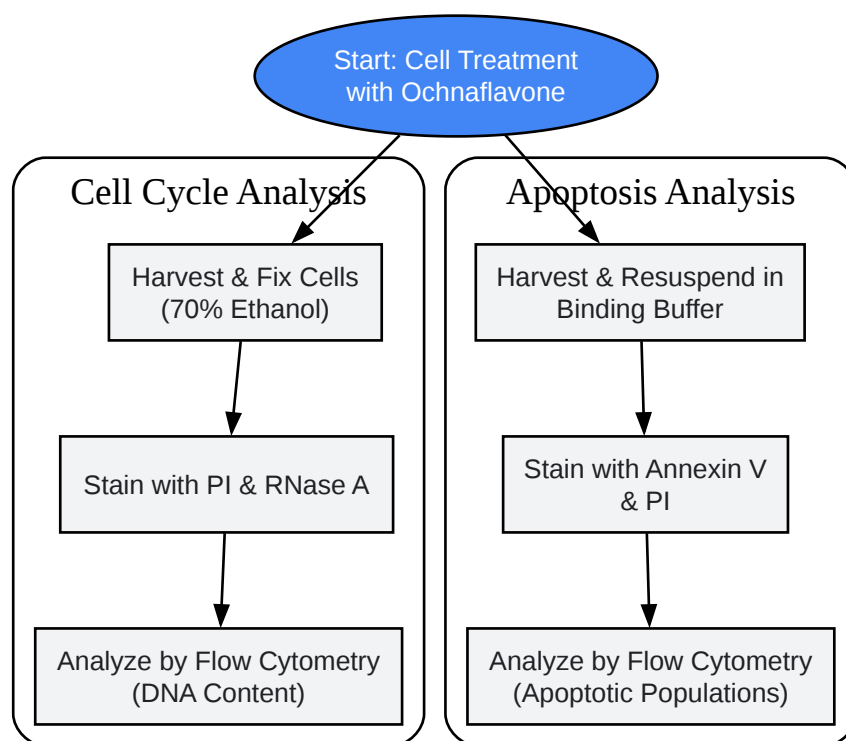 Start: Cell Treatment
with Ochnaflavone
Cell Cycle Analysis
Harvest & Fix Cells
(70% Ethanol)
Stain with PI & RNase A
Analyze by Flow Cytometry
(DNA Content)
Apoptosis Analysis
Harvest & Resuspend in
Binding Buffer
Stain with Annexin V
& PI
Analyze by Flow Cytometry
(Apoptotic Populations)